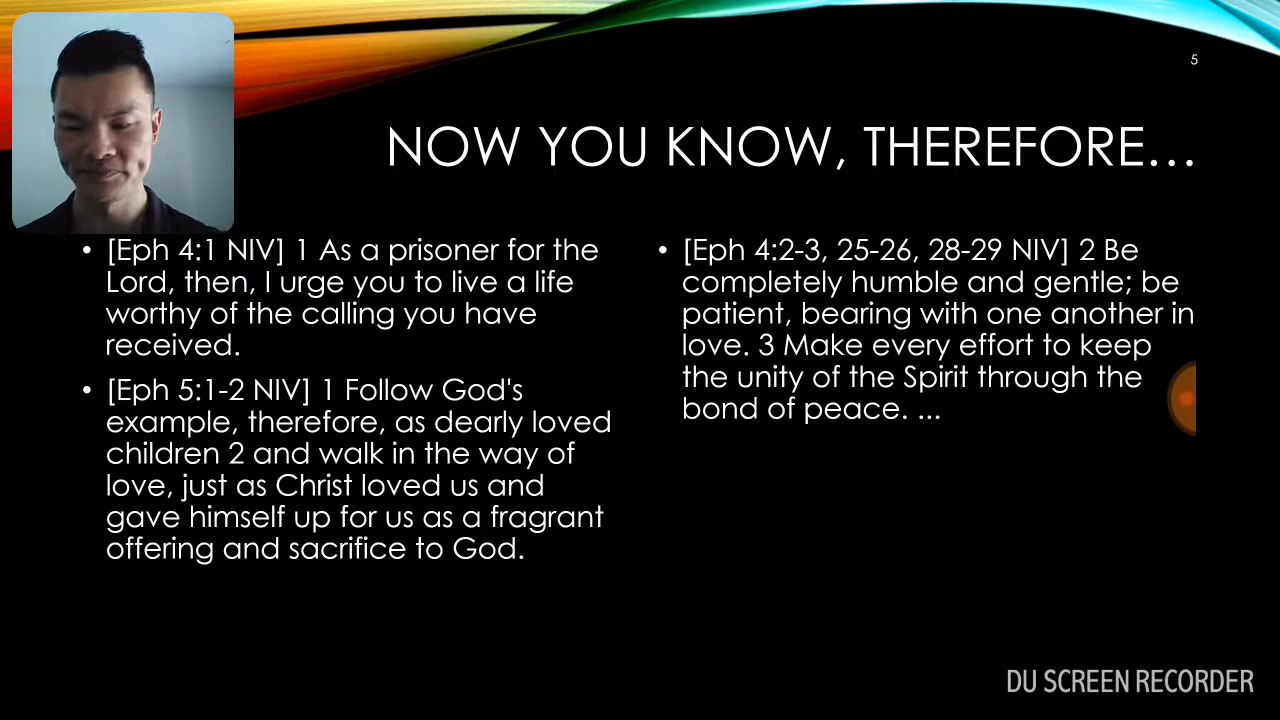 5
NOW YOU KNOW, THEREFORE…
• [Eph 4:1 NIV] 1 As a prisoner for the
Lord, then, I urge you to live a life
worthy of the calling you have
received.
• [Eph 5:1-2 NIV] 1 Follow God's
example, therefore, as dearly loved
children 2 and walk in the way of
love, just as Christ loved us and
gave himself up for us as a fragrant
offering and sacrifice to God.
• [Eph 4:2-3, 25-26, 28-29 NIV] 2 Be
completely humble and gentle; be
patient, bearing with one another in
love. 3 Make every effort to keep
the unity of the Spirit through the
bond of peace. ...
DU SCREEN RECORDER